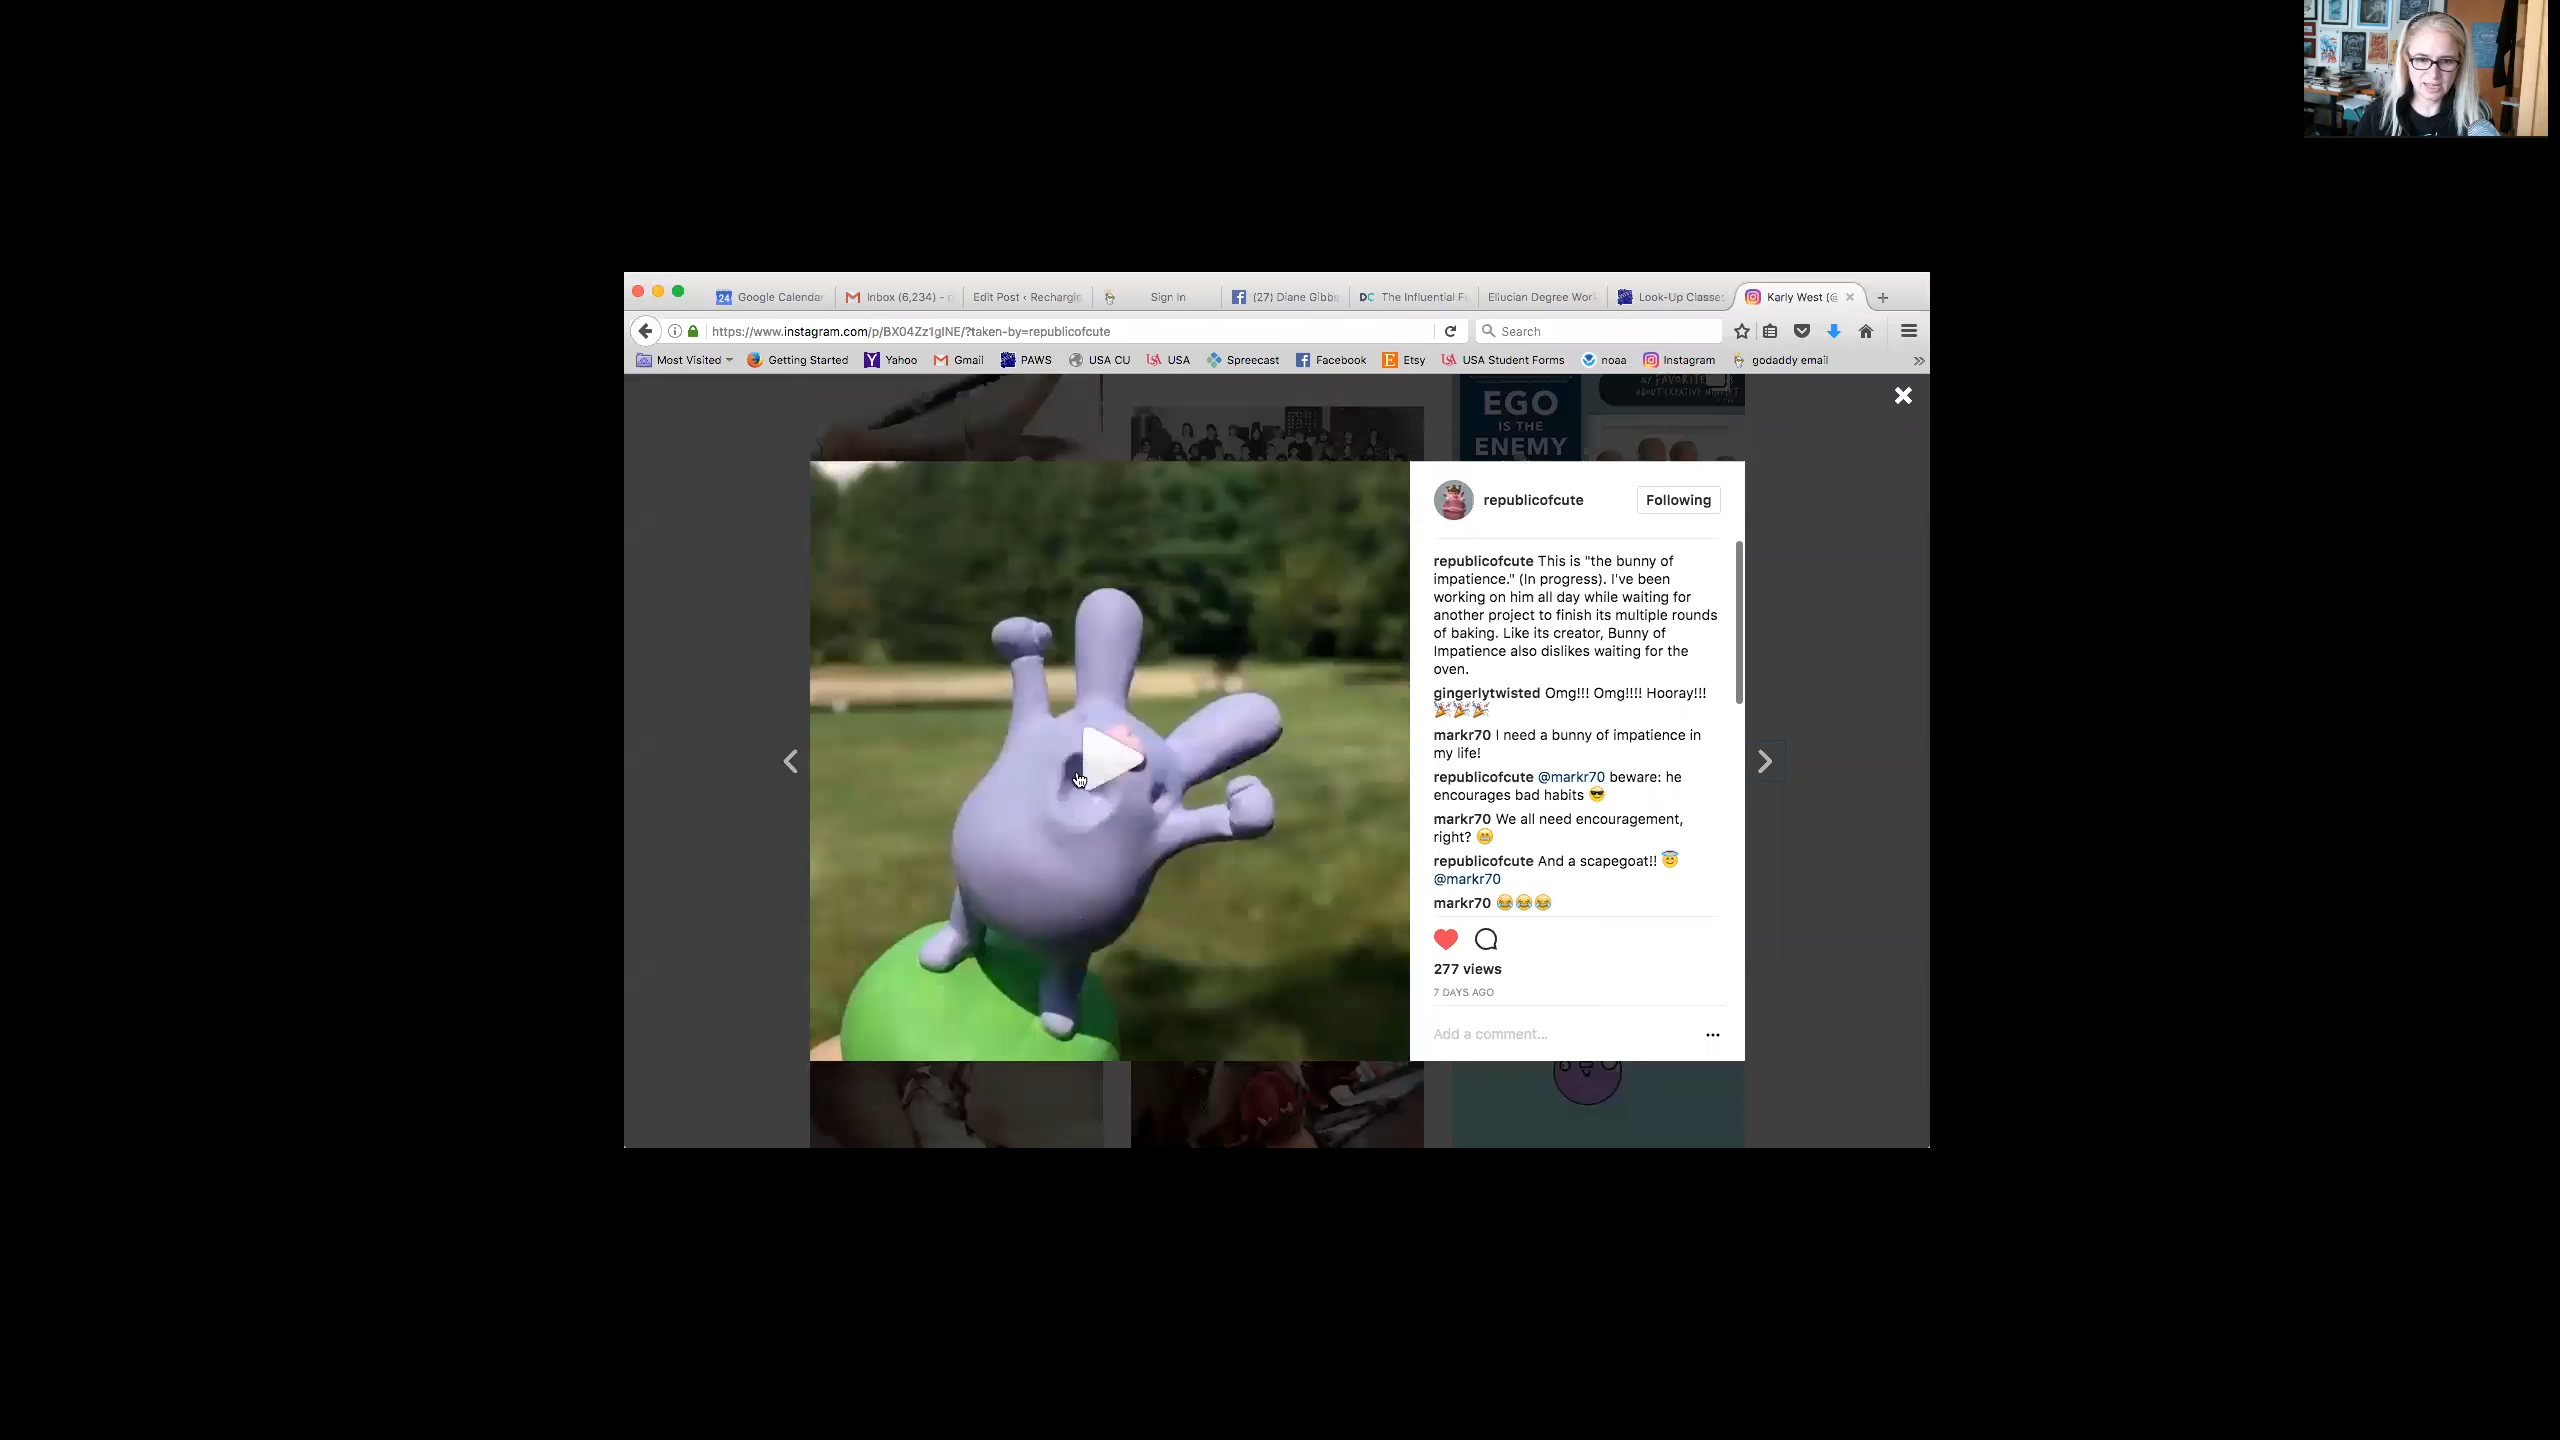 24 Google Calendar
Inbox (6,234) -
Edit Post ‹ Rechargin
Sign In
(27) Diane Gibbs
DC The Influential F
Ellucian Degree Work
Look-Up Classes
Karly West (@
https://www.instagram.com/p/BX04Zz1glNE/?taken-by=republicofcute
Search
Most Visited
Getting Started
Yahoo
Gmail
PAWS
USA CU
USA
Spreecast
Facebook
Etsy
USA Student Forms
noaa
Instagram
godaddy email
MY FAVORITE
ABOUT CREATIVE
EGO
IS THE
ENEMY
republicofcute
Following
republicofcute This is "the bunny of
impatience." (In progress). I've been
working on him all day while waiting for
another project to finish its multiple rounds
of baking. Like its creator, Bunny of
Impatience also dislikes waiting for the
oven.
gingerlytwisted Omg!!! Omg!!!! Hooray!!!
🎉🎉🎉
markr70 I need a bunny of impatience in
my life!
republicofcute @markr70 beware: he
encourages bad habits 😎
markr70 We all need encouragement,
right? 😁
republicofcute And a scapegoat!! 😇
@markr70
markr70 😂😂😂
277 views
7 DAYS AGO
Add a comment...